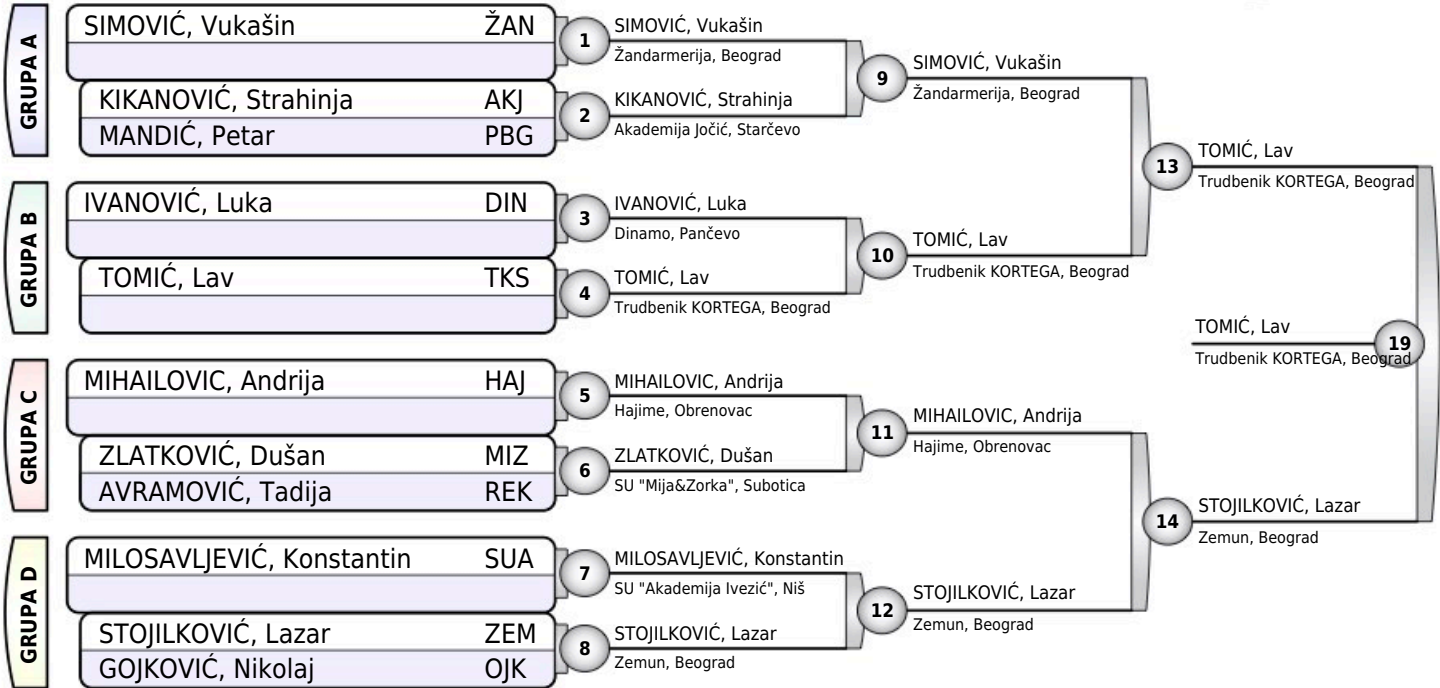 GRUPA A
SIMOVIĆ, Vukašin ŽAN
KIKANOVIĆ, Strahinja AKJ
MANDIĆ, Petar PBG
GRUPA B
IVANOVIĆ, Luka DIN
TOMIĆ, Lav TKS
GRUPA C
MIHAILOVIC, Andrija HAJ
ZLATKOVIĆ, Dušan MIZ
AVRAMOVIĆ, Tadija REK
GRUPA D
MILOSAVLJEVIĆ, Konstantin SUA
STOJILKOVIĆ, Lazar ZEM
GOJKOVIĆ, Nikolaj OJK
1
SIMOVIĆ, Vukašin
Žandarmerija, Beograd
2
KIKANOVIĆ, Strahinja
Akademija Jočić, Starčevo
3
IVANOVIĆ, Luka
Dinamo, Pančevo
4
TOMIĆ, Lav
Trudbenik KORTEGA, Beograd
5
MIHAILOVIC, Andrija
Hajime, Obrenovac
6
ZLATKOVIĆ, Dušan
SU "Mija&Zorka", Subotica
7
MILOSAVLJEVIĆ, Konstantin
SU "Akademija Ivezić", Niš
8
STOJILKOVIĆ, Lazar
Zemun, Beograd
9
SIMOVIĆ, Vukašin
Žandarmerija, Beograd
10
TOMIĆ, Lav
Trudbenik KORTEGA, Beograd
11
MIHAILOVIC, Andrija
Hajime, Obrenovac
12
STOJILKOVIĆ, Lazar
Zemun, Beograd
13
TOMIĆ, Lav
Trudbenik KORTEGA, Beograd
14
STOJILKOVIĆ, Lazar
Zemun, Beograd
TOMIĆ, Lav
19
Trudbenik KORTEGA, Beograd